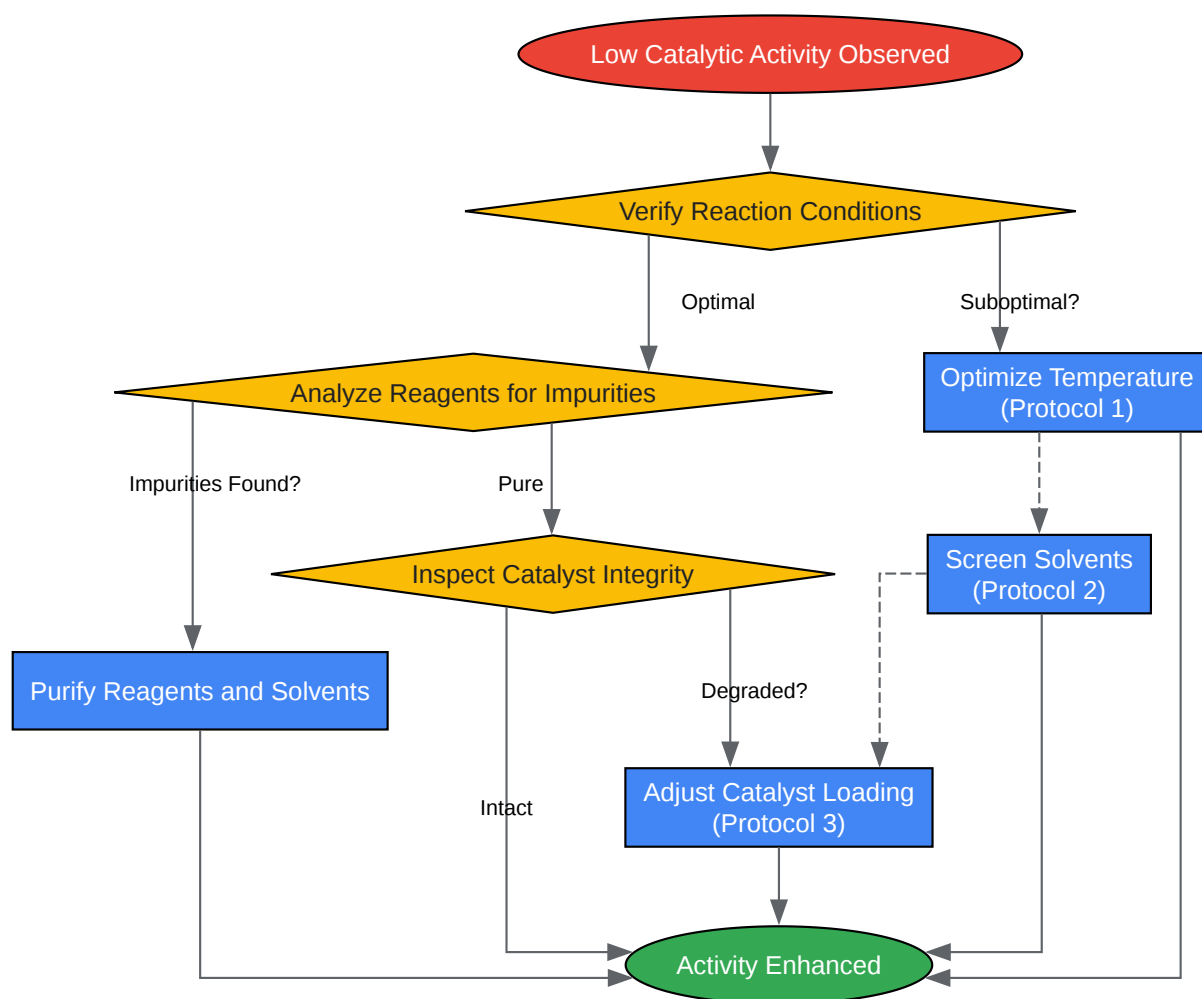 Low Catalytic Activity Observed
Verify Reaction Conditions
Optimal
Suboptimal?
Analyze Reagents for Impurities
Optimize Temperature
(Protocol 1)
Impurities Found?
Pure
Inspect Catalyst Integrity
Screen Solvents
(Protocol 2)
Purify Reagents and Solvents
Degraded?
Intact
Adjust Catalyst Loading
(Protocol 3)
Activity Enhanced